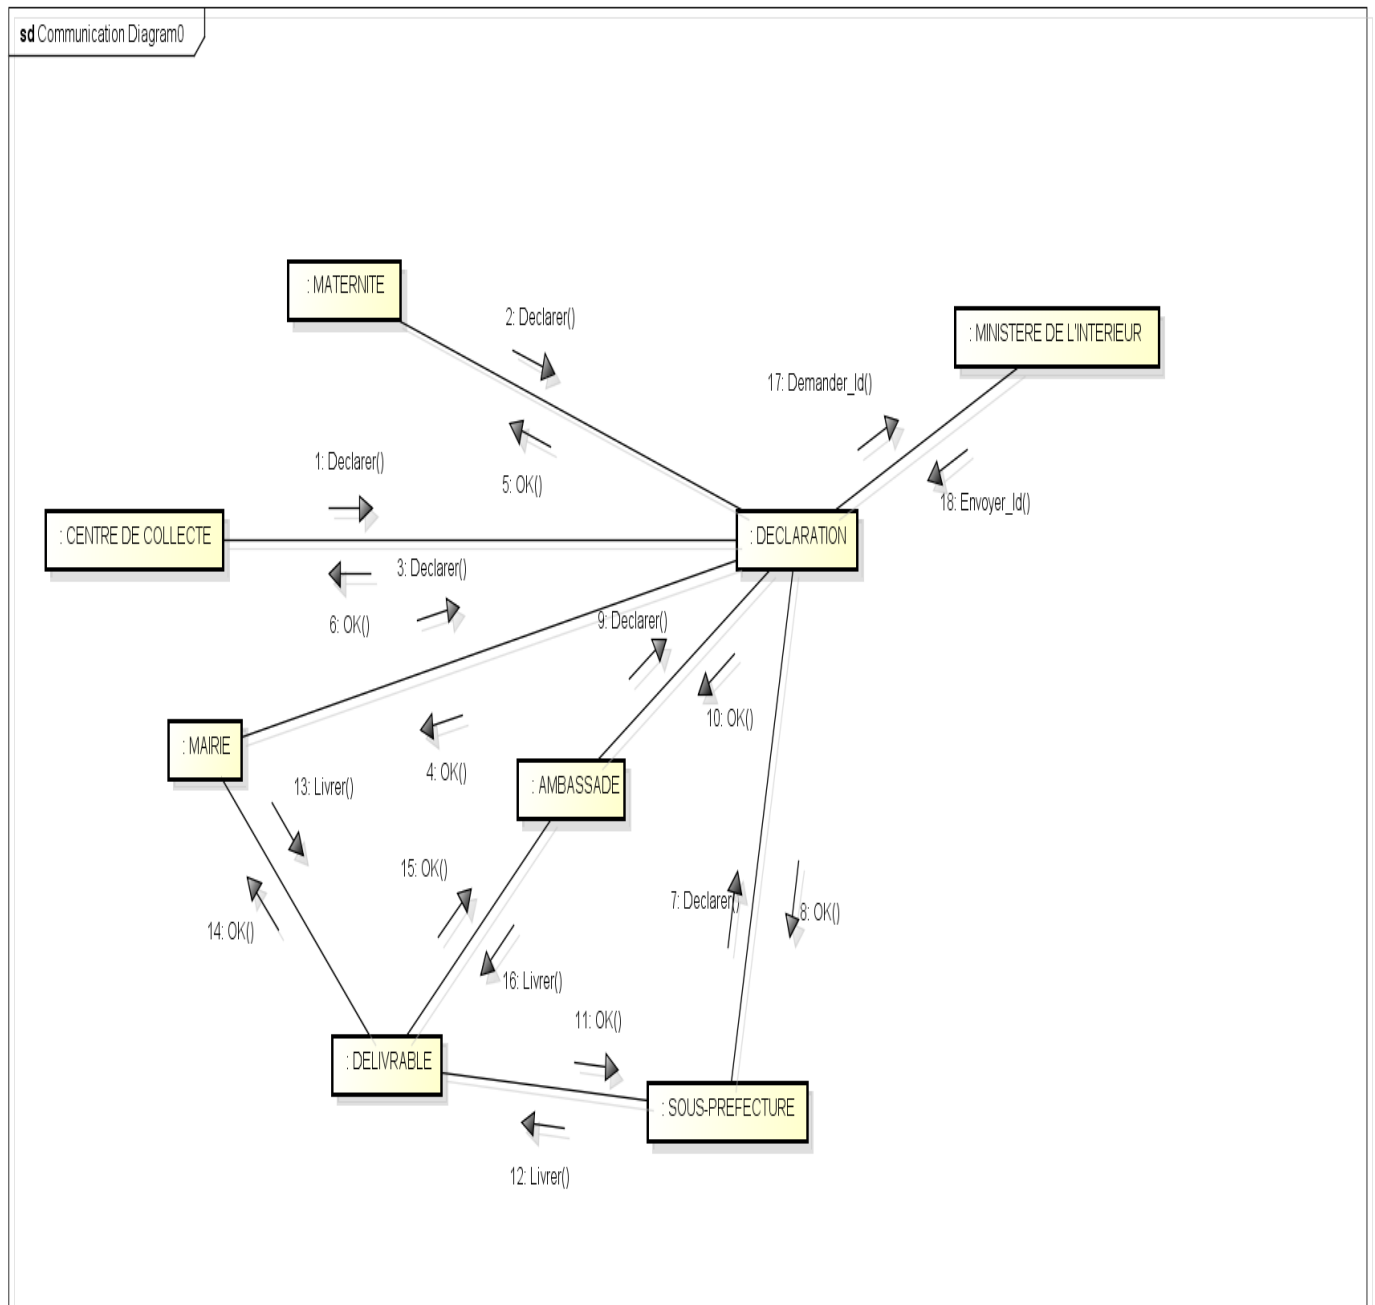 sd Communication Diagram0
: MATERNITE
2: Declarer()
: MINISTERE DE L'INTERIEUR
17: Demander_Id()
1: Declarer()
5: OK()
18: Envoyer_Id()
: CENTRE DE COLLECTE
: DECLARATION
3: Declarer()
6: OK()
9: Declarer()
10: OK()
: MAIRIE
4: OK()
13: Livrer()
: AMBASSADE
15: OK()
7: Declarer()
8: OK()
14: OK()
16: Livrer()
11: OK()
: DELIVRABLE
: SOUS-PREFECTURE
12: Livrer()